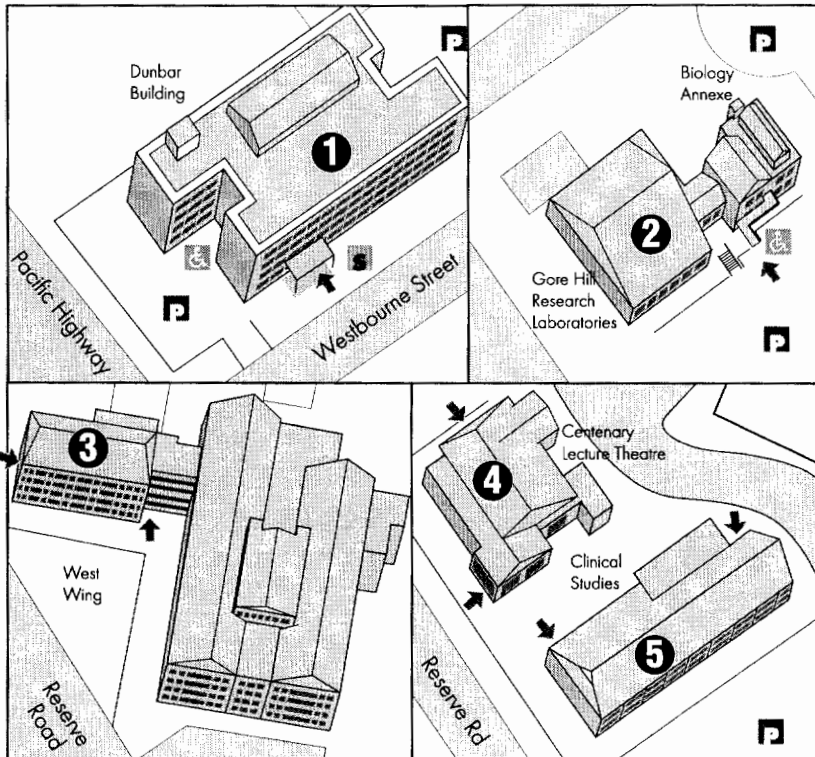 P
Dunbar
Building
1
S
P
Pacific Highway
Westbourne Street
P
Biology
Annexe
2
Gore Hill
Research
Laboratories
P
3
West
Wing
Reserve
Road
4
Centenary
Lecture Theatre
Clinical
Studies
5
Reserve Rd
P